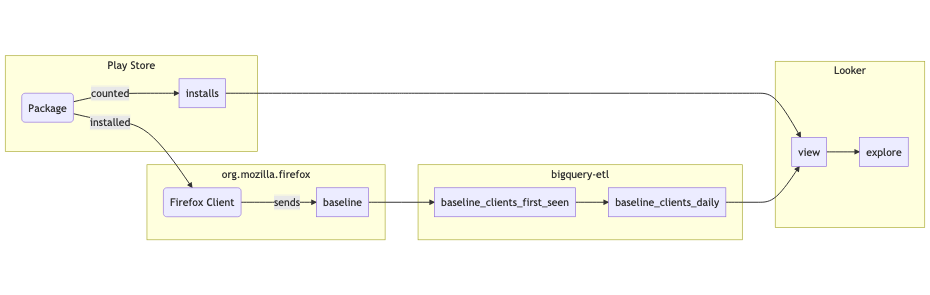 Play Store
Package
counted
installs
installed
org.mozilla.firefox
Firefox Client
sends
baseline
bigquery-etl
baseline_clients_first_seen
baseline_clients_daily
Looker
view
explore